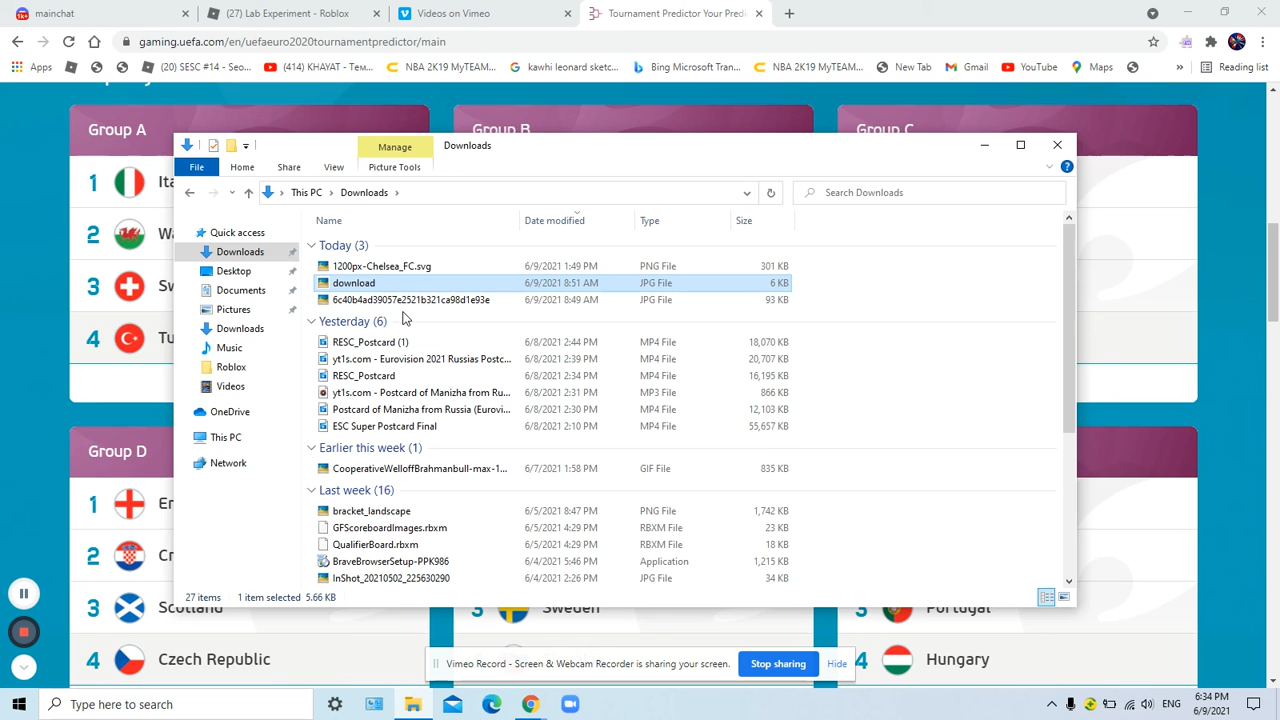 mainchat
(27) Lab Experiment - Roblox
Videos on Vimeo
Tournament Predictor Your Predi
gaming.uefa.com/en/uefaeuro2020tournamentpredictor/main
Apps
(20) SESC #14 - Seo...
(414) KHAYAT - Tm...
NBA 2K19 MyTEAM...
kawhi leonard sketc...
Bing Microsoft Tran...
NBA 2K19 MyTEAM...
New Tab
Gmail
YouTube
Maps
»
Reading list
Group A
Group B
Group C
Manage
Downloads
File
Home
Share
View
Picture Tools
This PC
Downloads
Search Downloads
Name
Date modified
Type
Size
Quick access
Downloads
Desktop
Documents
Pictures
Downloads
Music
Roblox
Videos
OneDrive
This PC
Network
Today (3)
1200px-Chelsea_FC.svg 6/9/2021 1:49 PM PNG File 301 KB
download 6/9/2021 8:51 AM JPG File 6 KB
6c40b4ad39057e2521b321ca98d1e93e 6/9/2021 8:49 AM JPG File 93 KB
Yesterday (6)
RESC_Postcard (1) 6/8/2021 2:44 PM MP4 File 18,070 KB
yt1s.com - Eurovision 2021 Russias Postc... 6/8/2021 2:39 PM MP4 File 20,707 KB
RESC_Postcard 6/8/2021 2:34 PM MP4 File 16,195 KB
yt1s.com - Postcard of Manizha from Ru... 6/8/2021 2:31 PM MP3 File 866 KB
Postcard of Manizha from Russia (Eurovi... 6/8/2021 2:30 PM MP4 File 12,103 KB
ESC Super Postcard Final 6/8/2021 2:10 PM MP4 File 55,657 KB
Earlier this week (1)
CooperativeWelloffBrahmanbull-max-1... 6/7/2021 1:58 PM GIF File 835 KB
Last week (16)
bracket_landscape 6/5/2021 8:47 PM PNG File 1,742 KB
GFScoreboardImages.rbxm 6/5/2021 4:29 PM RBXM File 23 KB
QualifierBoard.rbxm 6/5/2021 4:29 PM RBXM File 18 KB
BraveBrowserSetup-PPK986 6/4/2021 5:46 PM Application 1,215 KB
InShot_20210502_225630290 6/4/2021 2:26 PM JPG File 34 KB
27 items 1 item selected 5.66 KB
1 Ita
2 Wa
3 Sw
4 Tu
Group D
1 En
2 Cr
3 Scotland
4 Czech Republic
3 Sweden
3 Portugal
4 Hungary
Vimeo Record - Screen & Webcam Recorder is sharing your screen.
Stop sharing
Hide
Type here to search
ENG
6:34 PM
6/9/2021